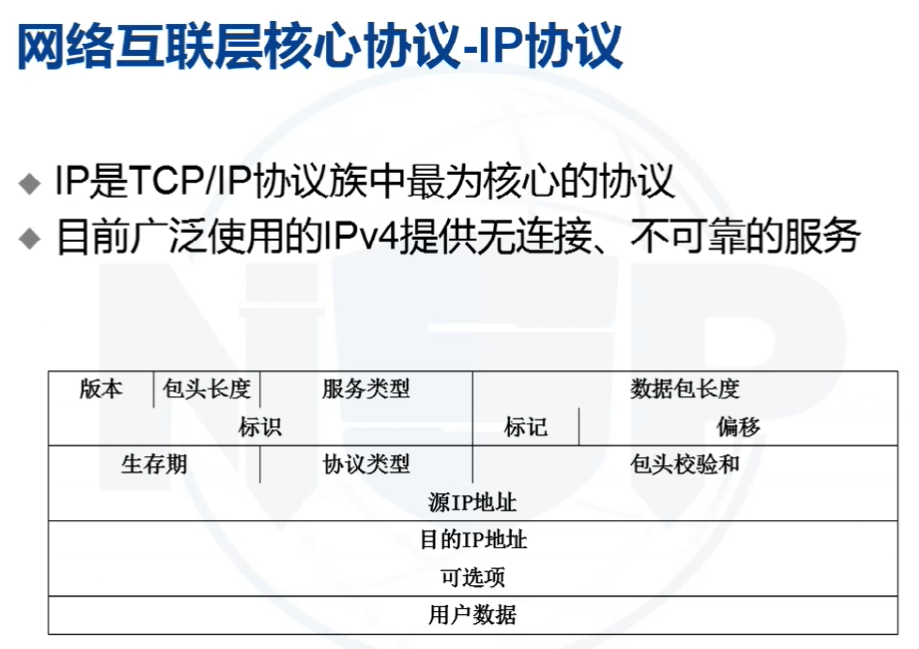 网络互联层核心协议-IP协议
IP是TCP/IP协议族中最为核心的协议
目前广泛使用的IPv4提供无连接、不可靠的服务
版本 包头长度 服务类型 数据包长度
标识 标记 偏移
生存期 协议类型 包头校验和
源IP地址
目的IP地址
可选项
用户数据